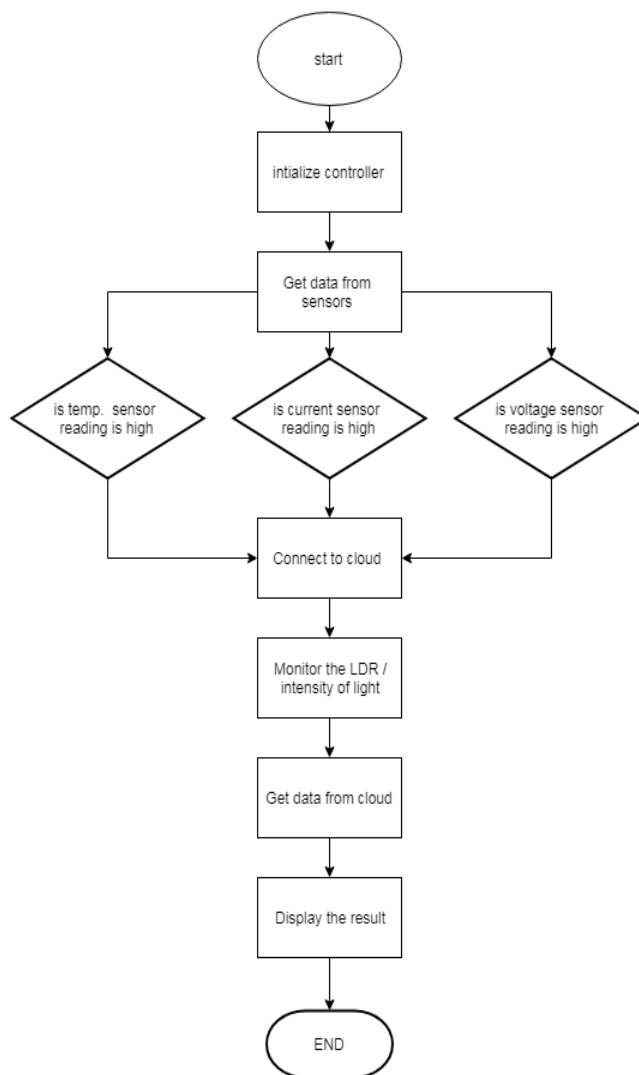 start
intialize controller
Get data from
sensors
is temp. sensor
reading is high
is current sensor
reading is high
is voltage sensor
reading is high
Connect to cloud
Monitor the LDR /
intensity of light
Get data from cloud
Display the result
END